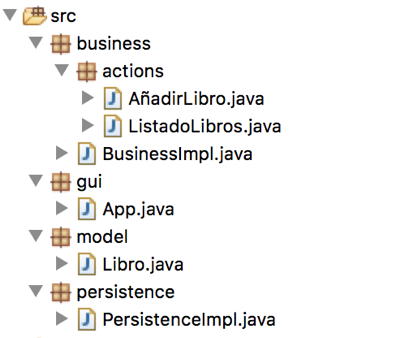 src
business
actions
AñadirLibro.java
ListadoLibros.java
BusinessImpl.java
gui
App.java
model
Libro.java
persistence
PersistenceImpl.java